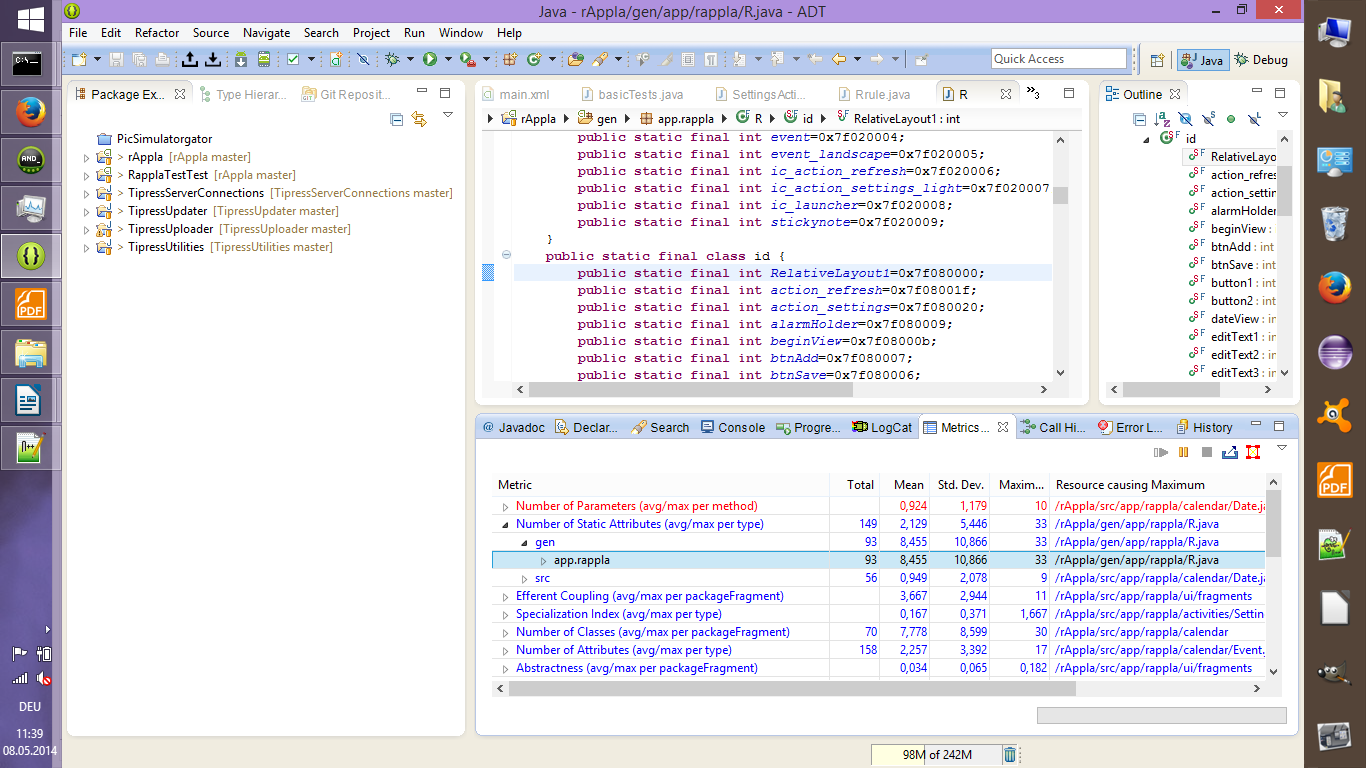 Java - rAppla/gen/app/rappla/R.java - ADT
File Edit Refactor Source Navigate Search Project Run Window Help
Quick Access
Java
Debug
Package Ex...
Type Hierar...
Git Reposit...
PicSimulatorgator
> rAppla [rAppla master]
> RapplaTestTest [rAppla master]
> TipressServerConnections [TipressServerConnections master]
> TipressUpdater [TipressUpdater master]
> TipressUploader [TipressUploader master]
> TipressUtilities [TipressUtilities master]
main.xml
basicTests.java
SettingsActi...
Rrule.java
R
»3
rAppla
gen
app.rappla
R
id
RelativeLayout1 : int
public static final int event=0x7f020004;
public static final int event_landscape=0x7f020005;
public static final int ic_action_refresh=0x7f020006;
public static final int ic_action_settings_light=0x7f020007
public static final int ic_launcher=0x7f020008;
public static final int stickynote=0x7f020009;
}
public static final class id {
public static final int RelativeLayout1=0x7f080000;
public static final int action_refresh=0x7f08001f;
public static final int action_settings=0x7f080020;
public static final int alarmHolder=0x7f080009;
public static final int beginView=0x7f08000b;
public static final int btnAdd=0x7f080007;
public static final int btnSave=0x7f080006;
Outline
id
RelativeLayo
action_refres
action_settin
alarmHolder
beginView : i
btnAdd : int
btnSave : int
button1 : int
button2 : int
dateView : in
editText1 : in
editText2 : in
editText3 : in
@ Javadoc
Declar...
Search
Console
Progre...
LogCat
Metrics...
Call Hi...
Error L...
History
Metric Total Mean Std. Dev. Maxim... Resource causing Maximum
Number of Parameters (avg/max per method) 0,924 1,179 10 /rAppla/src/app/rappla/calendar/Date.ja
Number of Static Attributes (avg/max per type) 149 2,129 5,446 33 /rAppla/gen/app/rappla/R.java
gen 93 8,455 10,866 33 /rAppla/gen/app/rappla/R.java
app.rappla 93 8,455 10,866 33 /rAppla/gen/app/rappla/R.java
src 56 0,949 2,078 9 /rAppla/src/app/rappla/calendar/Date.ja
Efferent Coupling (avg/max per packageFragment) 3,667 2,944 11 /rAppla/src/app/rappla/ui/fragments
Specialization Index (avg/max per type) 0,167 0,371 1,667 /rAppla/src/app/rappla/activities/Settin
Number of Classes (avg/max per packageFragment) 70 7,778 8,599 30 /rAppla/src/app/rappla/calendar
Number of Attributes (avg/max per type) 158 2,257 3,392 17 /rAppla/src/app/rappla/calendar/Event.
Abstractness (avg/max per packageFragment) 0,034 0,065 0,182 /rAppla/src/app/rappla/ui/fragments
98M of 242M
C:\
AND_
PDF
N++
DEU
11:39
08.05.2014
PDF